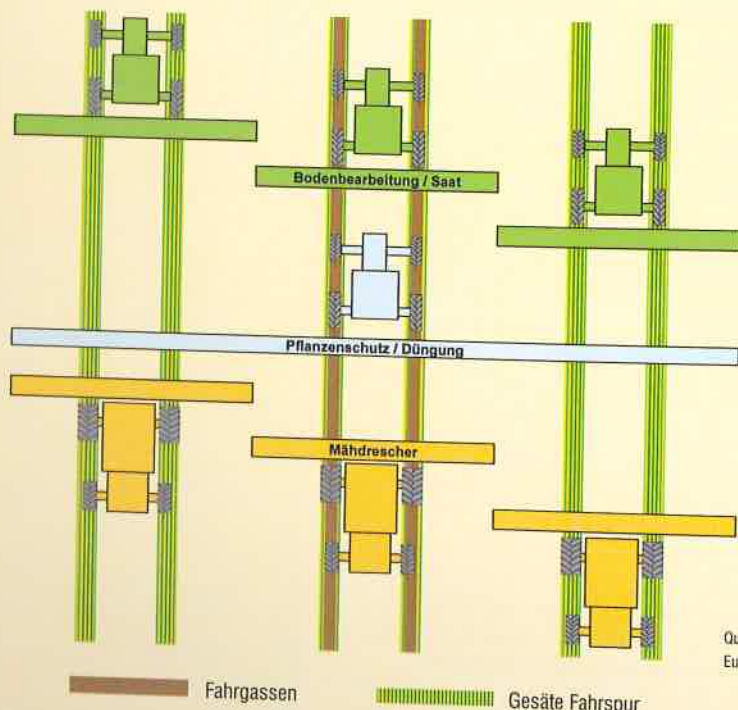 Bodenbearbeitung / Saat
Pflanzenschutz / Düngung
Mähdrescher
Fahrgassen
Gesäte Fahrspur